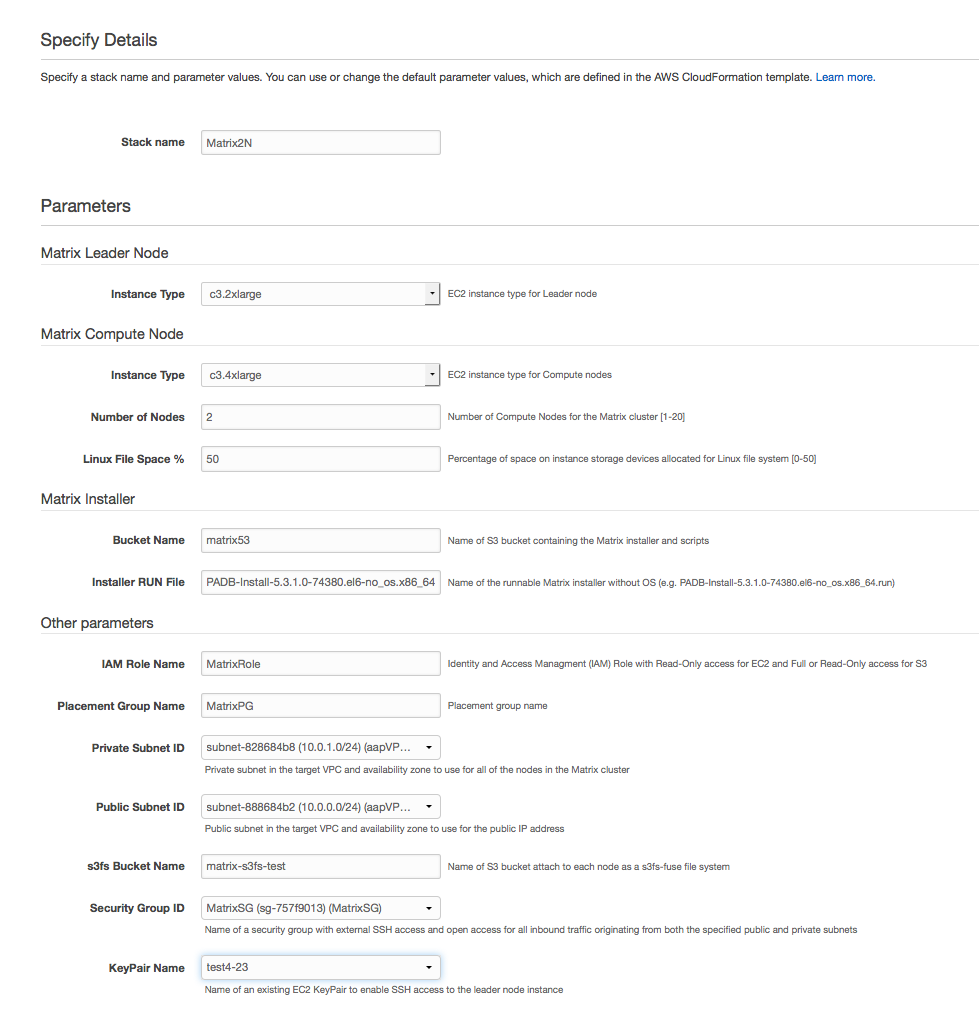 Specify Details
Specify a stack name and parameter values. You can use or change the default parameter values, which are defined in the AWS CloudFormation template. Learn more.
Stack name Matrix2N
Parameters
Matrix Leader Node
Instance Type c3.2xlarge EC2 instance type for Leader node
Matrix Compute Node
Instance Type c3.4xlarge EC2 instance type for Compute nodes
Number of Nodes 2 Number of Compute Nodes for the Matrix cluster [1-20]
Linux File Space % 50 Percentage of space on instance storage devices allocated for Linux file system [0-50]
Matrix Installer
Bucket Name matrix53 Name of S3 bucket containing the Matrix installer and scripts
Installer RUN File PADB-Install-5.3.1.0-74380.el6-no_os.x86_64 Name of the runnable Matrix installer without OS (e.g. PADB-Install-5.3.1.0-74380.el6-no_os.x86_64.run)
Other parameters
IAM Role Name MatrixRole Identity and Access Managment (IAM) Role with Read-Only access for EC2 and Full or Read-Only access for S3
Placement Group Name MatrixPG Placement group name
Private Subnet ID subnet-828684b8 (10.0.1.0/24) (aapVP...
Private subnet in the target VPC and availability zone to use for all of the nodes in the Matrix cluster
Public Subnet ID subnet-888684b2 (10.0.0.0/24) (aapVP...
Public subnet in the target VPC and availability zone to use for the public IP address
s3fs Bucket Name matrix-s3fs-test Name of S3 bucket attach to each node as a s3fs-fuse file system
Security Group ID MatrixSG (sg-757f9013) (MatrixSG)
Name of a security group with external SSH access and open access for all inbound traffic originating from both the specified public and private subnets
KeyPair Name test4-23
Name of an existing EC2 KeyPair to enable SSH access to the leader node instance